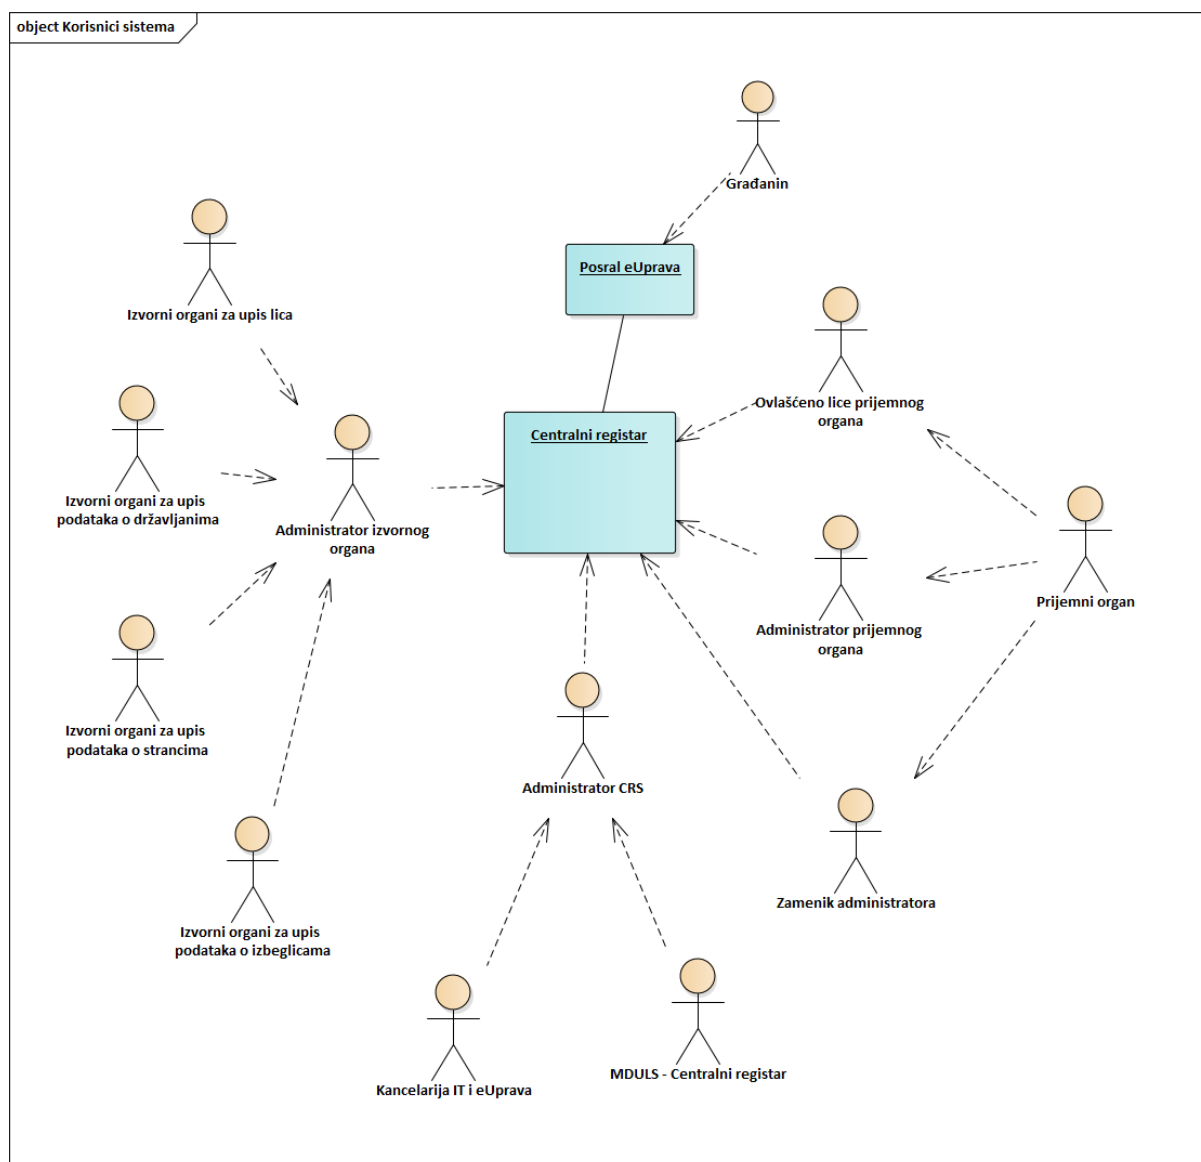 object Korisnici sistema
Građanin
Posral eUprava
Izvorni organi za upis lica
Ovlašćeno lice prijemnog
organa
Centralni registar
Izvorni organi za upis
podataka o državljanima
Administrator izvornog
organa
Prijemni organ
Administrator prijemnog
organa
Izvorni organi za upis
podataka o strancima
Administrator CRS
Zamenik administratora
Izvorni organi za upis
podataka o izbeglicama
MDULS - Centralni registar
Kancelarija IT i eUprava